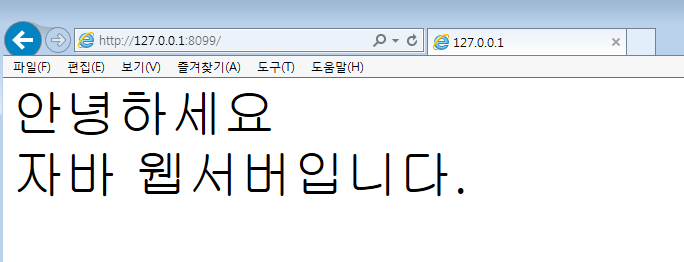 http://127.0.0.1:8099/
127.0.0.1
파일(F) 편집(E) 보기(V) 즐겨찾기(A) 도구(T) 도움말(H)
안녕하세요
자바 웹서버입니다.